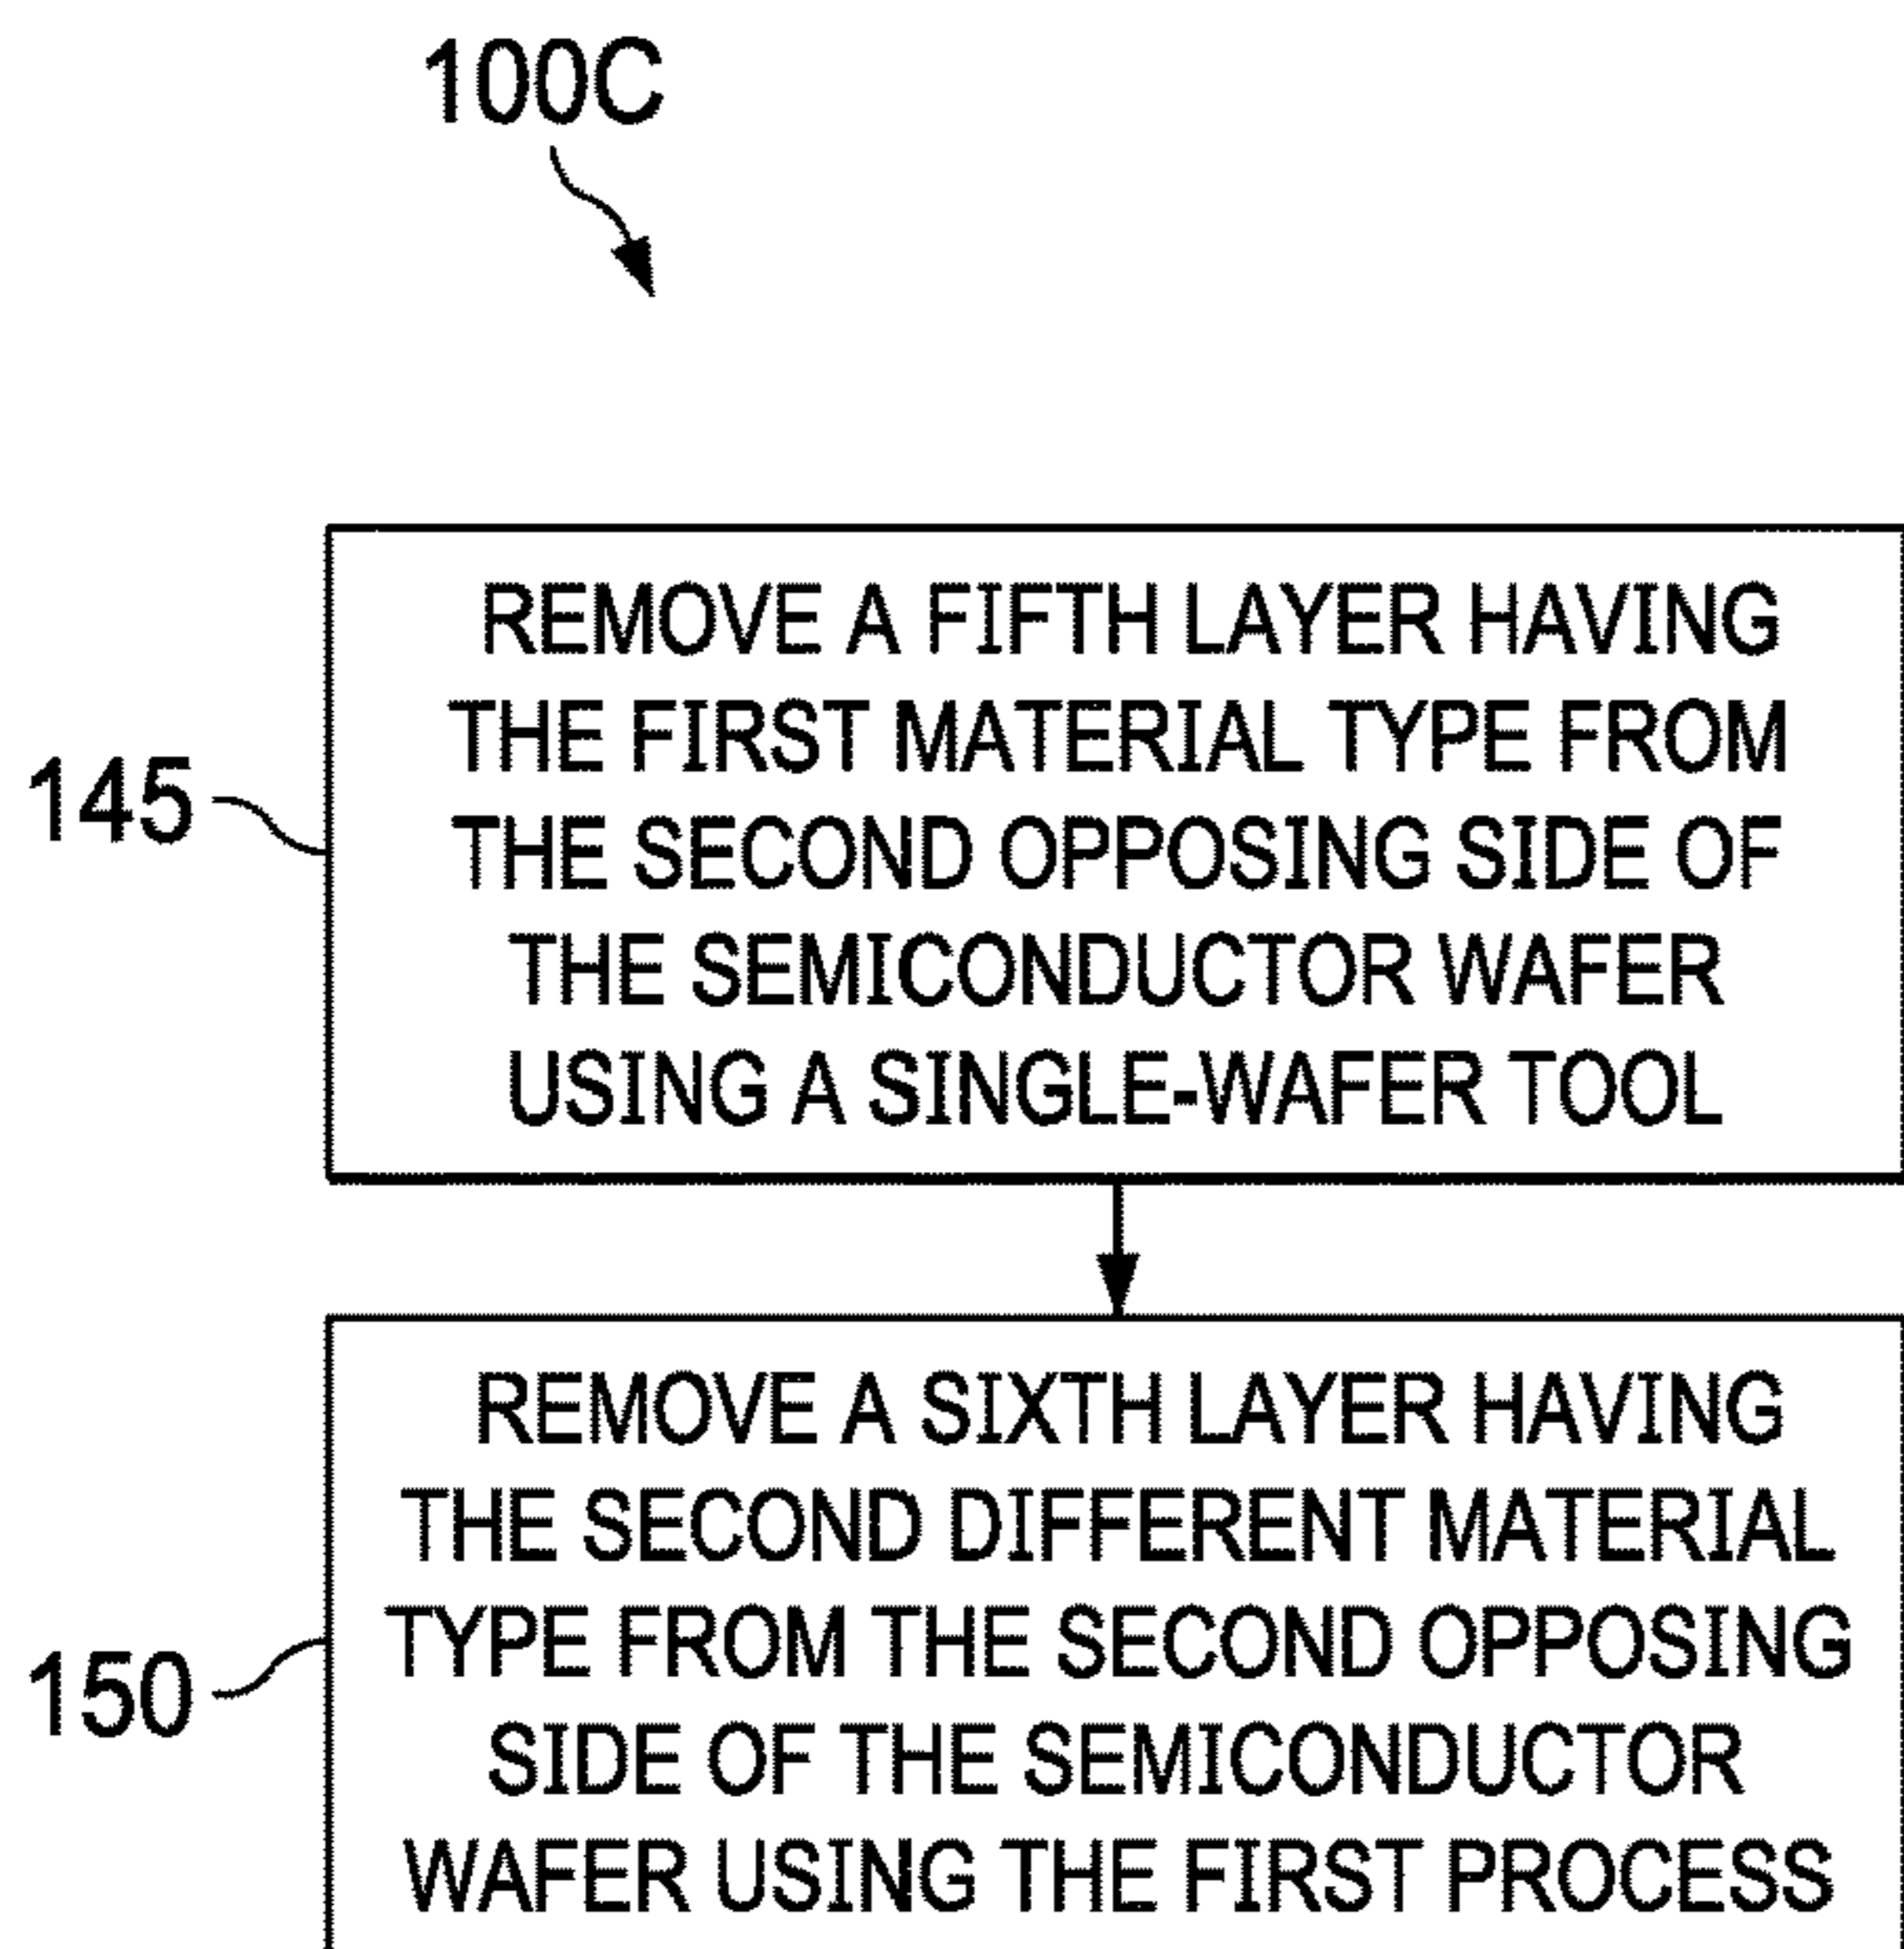 100C
REMOVE A FIFTH LAYER HAVING
THE FIRST MATERIAL TYPE FROM
THE SECOND OPPOSING SIDE OF
THE SEMICONDUCTOR WAFER
USING A SINGLE-WAFER TOOL
145
REMOVE A SIXTH LAYER HAVING
THE SECOND DIFFERENT MATERIAL
TYPE FROM THE SECOND OPPOSING
SIDE OF THE SEMICONDUCTOR
WAFER USING THE FIRST PROCESS
150